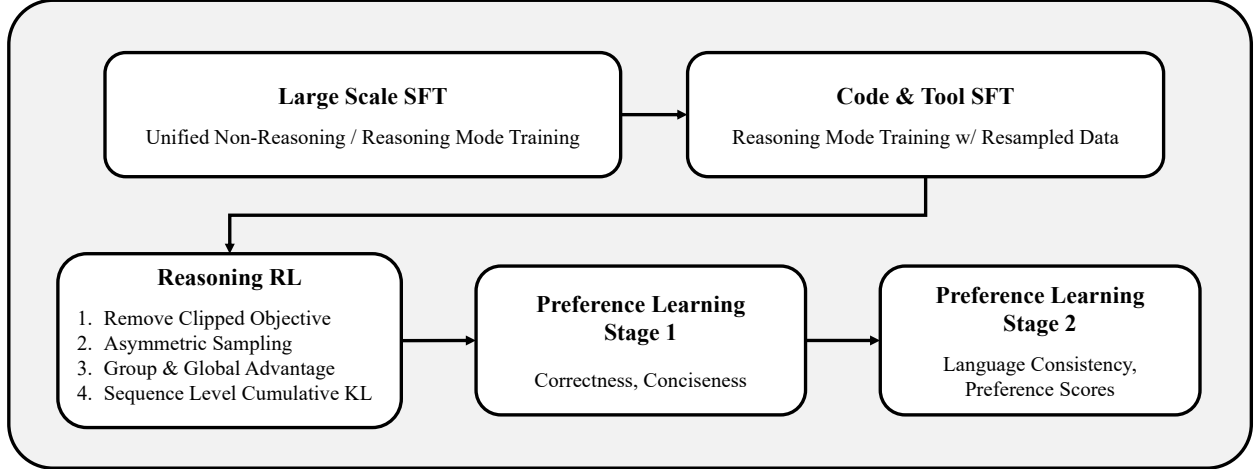 Large Scale SFT
Unified Non-Reasoning / Reasoning Mode Training
Code & Tool SFT
Reasoning Mode Training w/ Resampled Data
Reasoning RL
1. Remove Clipped Objective
2. Asymmetric Sampling
3. Group & Global Advantage
4. Sequence Level Cumulative KL
Preference Learning
Stage 1
Correctness, Conciseness
Preference Learning
Stage 2
Language Consistency,
Preference Scores